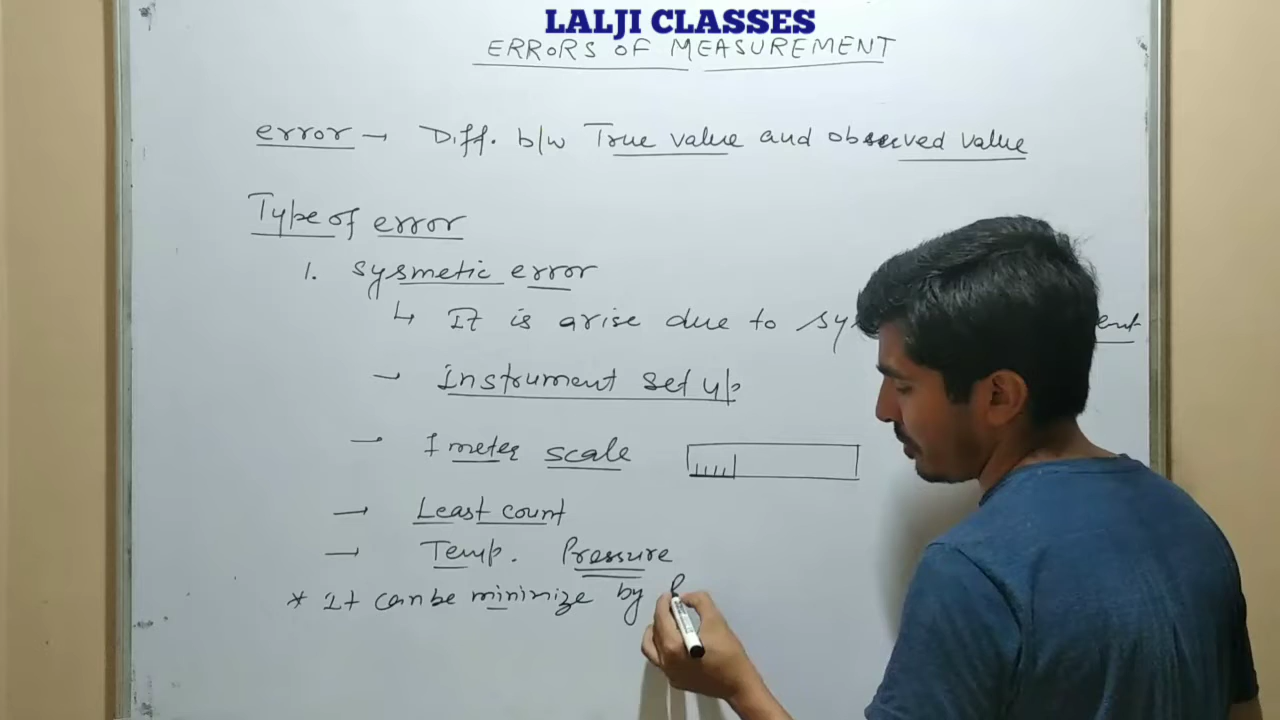 LALJI CLASSES
ERRORS OF MEASUREMENT
error → Diff. b/w True value and observed value
Type of error
1. sysmetic error
↳ It is arise due to
— Instrument set up
— 1 meter scale
— Least count
— Temp. Pressure
* It can be minimize by